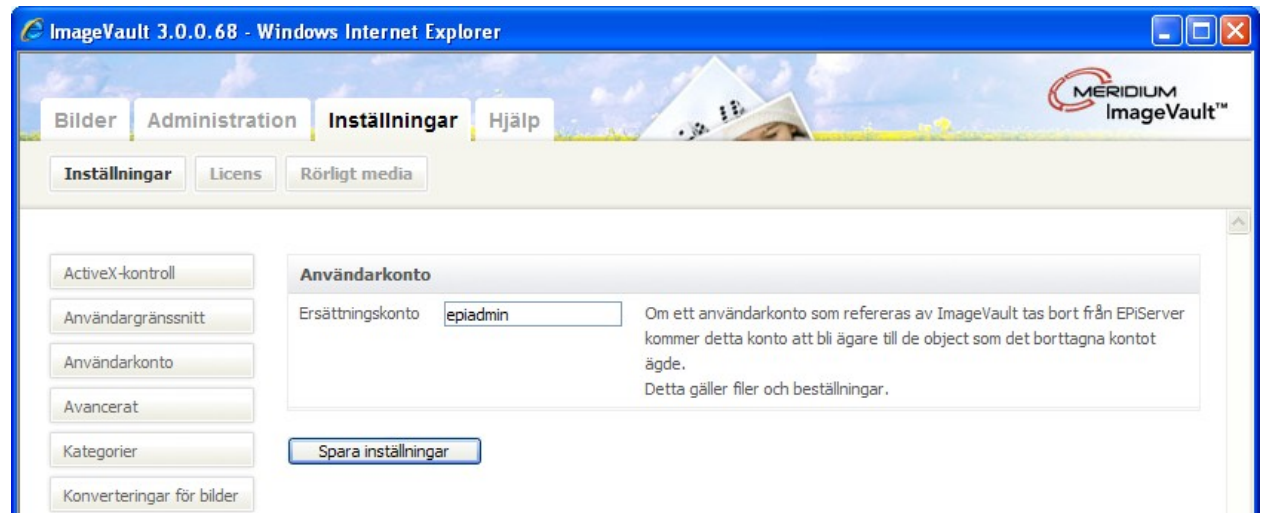 ImageVault 3.0.0.68 - Windows Internet Explorer
MERIDIUM
ImageVault™
Bilder Administration Inställningar Hjälp
Inställningar Licens Rörligt media
ActiveX-kontroll
Användargränssnitt
Användarkonto
Avancerat
Kategorier
Konverteringar för bilder
Användarkonto
Ersättningskonto epiadmin
Om ett användarkonto som refereras av ImageVault tas bort från EPiServer
kommer detta konto att bli ägare till de object som det borttagna kontot
ägde.
Detta gäller filer och beställningar.
Spara inställningar